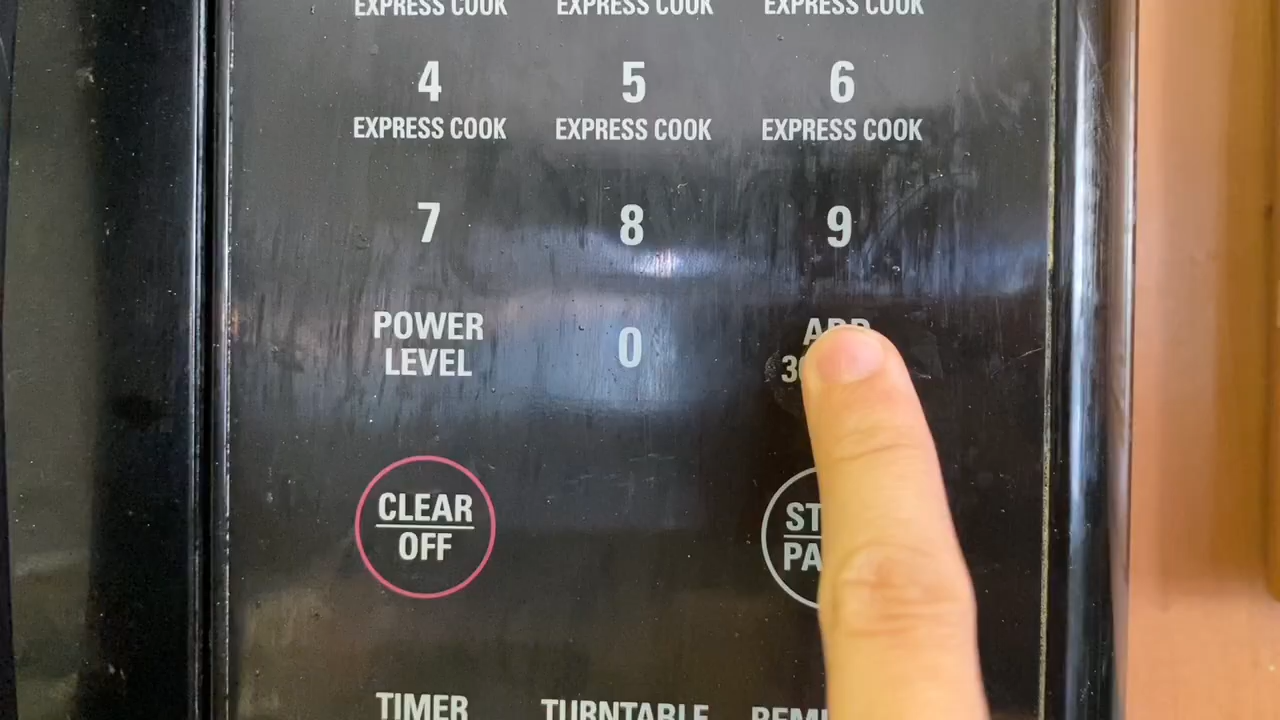 EXPRESS COOK EXPRESS COOK EXPRESS COOK
4 5 6
EXPRESS COOK EXPRESS COOK EXPRESS COOK
7 8 9
POWER
LEVEL
0
ADD
CLEAR
OFF
TIMER TURNTABLE